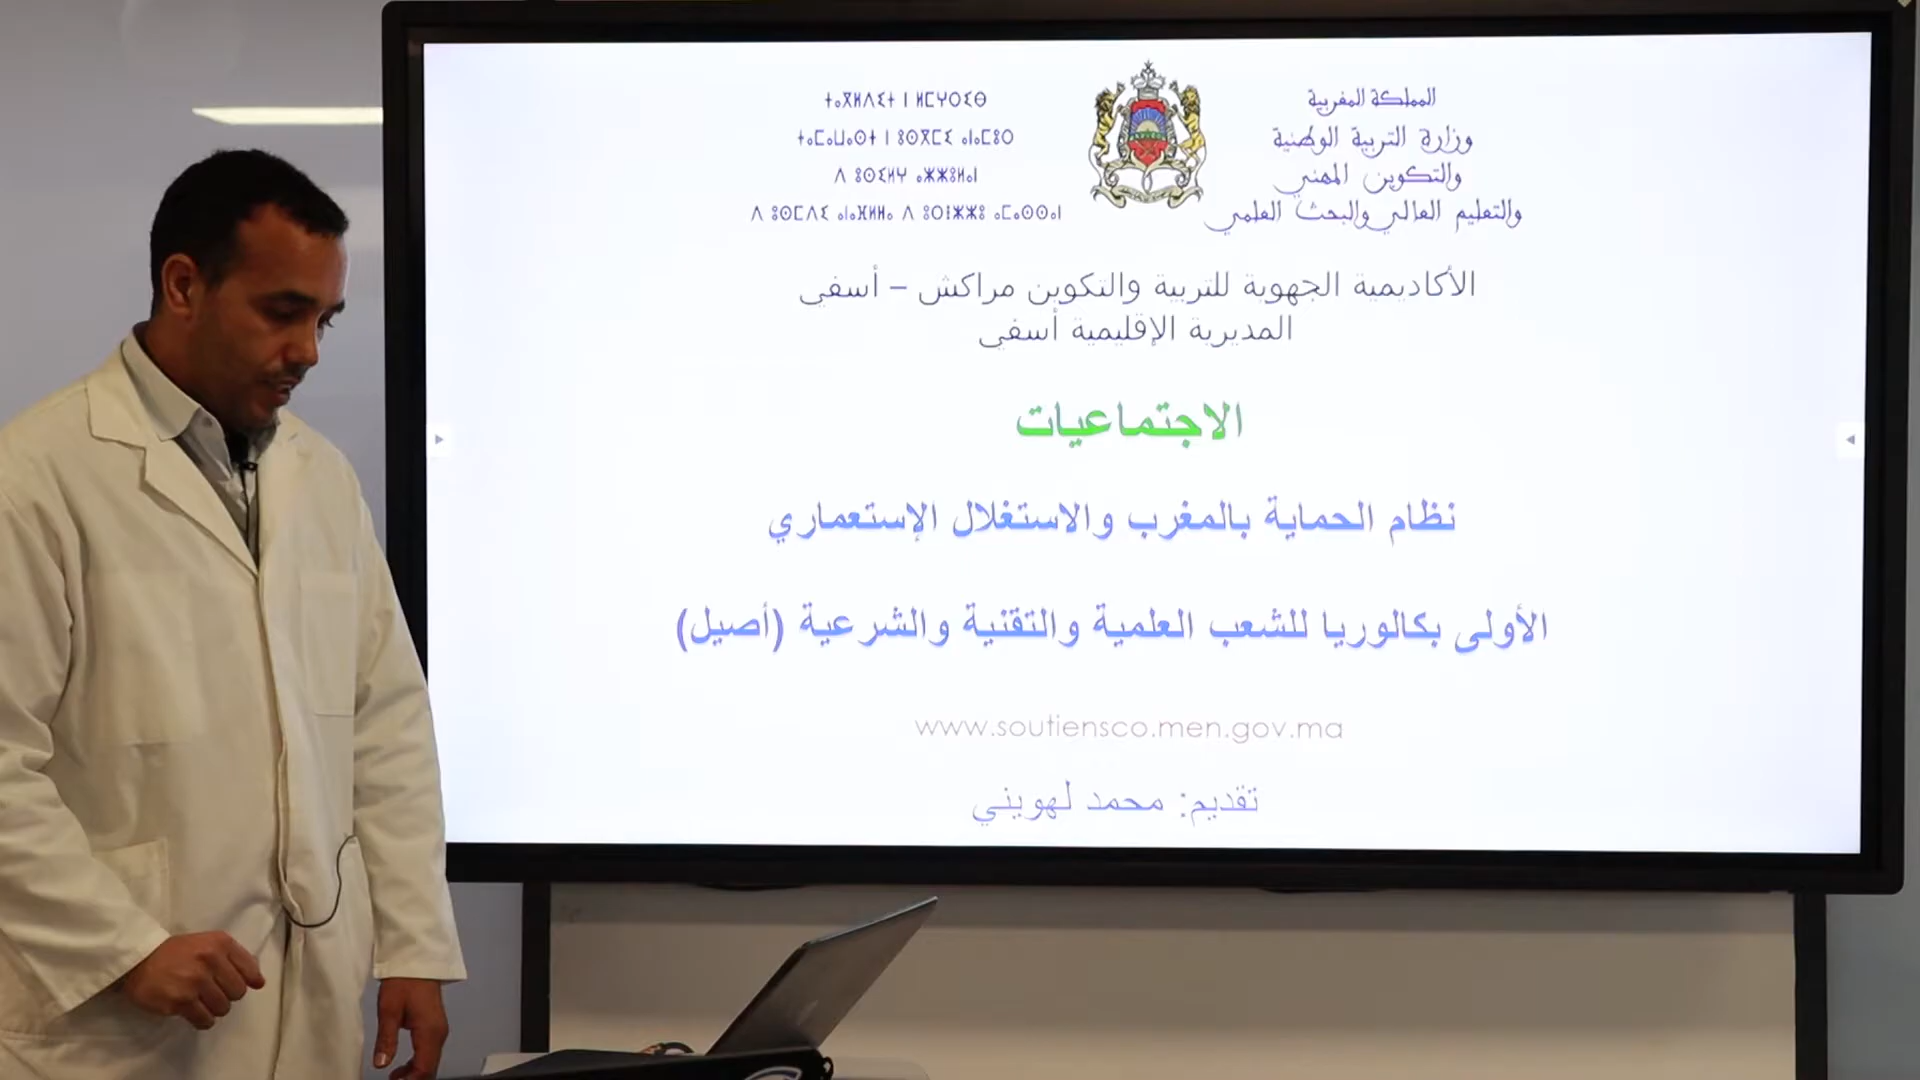 المملكة المغربية
وزارة التربية الوطنية
والتكوين المهني
والتعليم العالي والبحث العلمي
ⵜⴰⴳⵍⴷⵉⵜ ⵏ ⵍⵎⵖⵔⵉⴱ
ⵜⴰⵎⴰⵡⴰⵙⵜ ⵏ ⵓⵙⴳⵎⵉ ⴰⵏⴰⵎⵓⵔ
ⴷ ⵓⵙⵉⵍⵖ ⴰⵣⵣⵓⵍⴰⵏ
ⴷ ⵓⵙⵎⴷⵉ ⴰⵏⴰⴼⵍⵍⴰ ⴷ ⵓⵔⵣⵣⵓ ⴰⵎⴰⵙⵙⴰⵏ
الأكاديمية الجهوية للتربية والتكوين مراكش – أسفي
المديرية الإقليمية أسفي
الاجتماعيات
نظام الحماية بالمغرب والاستغلال الإستعماري
الأولى بكالوريا للشعب العلمية والتقنية والشرعية (أصيل)
www.soutiensco.men.gov.ma
تقديم: محمد لهويني